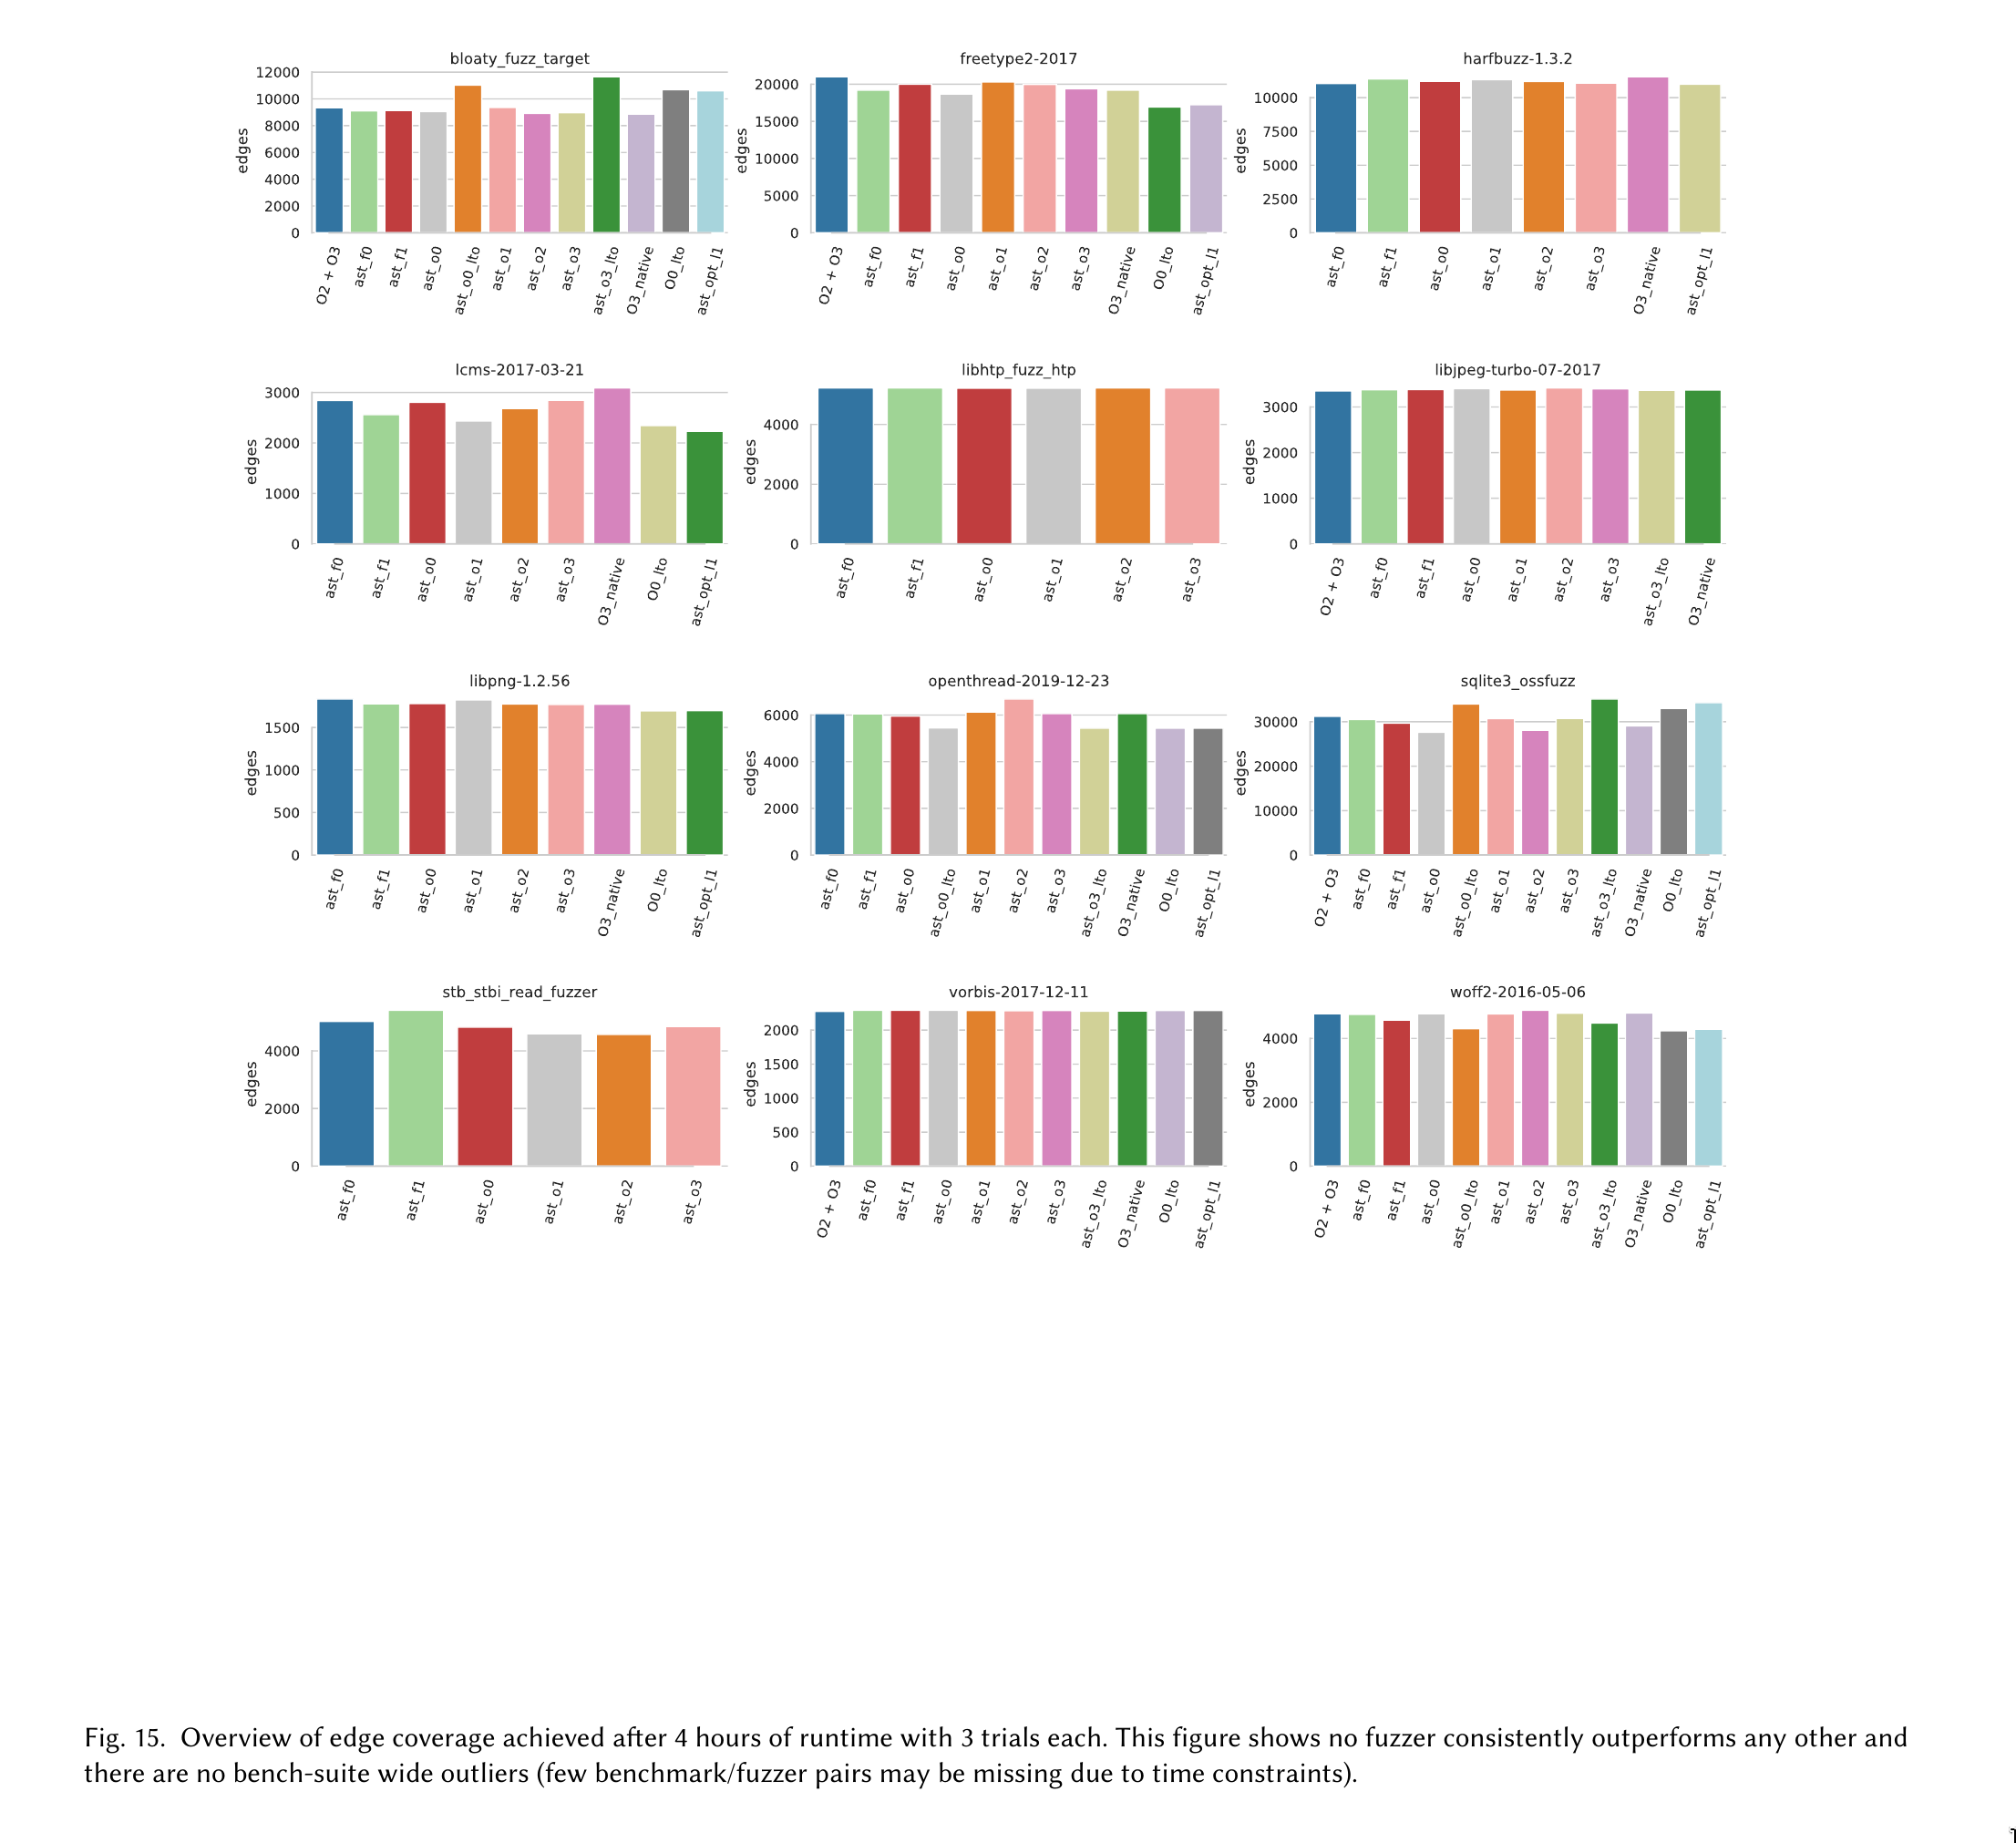 bloaty_fuzz_target
edges
12000
10000
8000
6000
4000
2000
0
O2 + O3
ast_f0
ast_f1
ast_o0
ast_o0_lto
ast_o1
ast_o2
ast_o3
ast_o3_lto
O3_native
O0_lto
ast_opt_l1
freetype2-2017
edges
20000
15000
10000
5000
0
O2 + O3
ast_f0
ast_f1
ast_o0
ast_o1
ast_o2
ast_o3
O3_native
O0_lto
ast_opt_l1
harfbuzz-1.3.2
edges
10000
7500
5000
2500
0
ast_f0
ast_f1
ast_o0
ast_o1
ast_o2
ast_o3
O3_native
ast_opt_l1
lcms-2017-03-21
edges
3000
2000
1000
0
ast_f0
ast_f1
ast_o0
ast_o1
ast_o2
ast_o3
O3_native
O0_lto
ast_opt_l1
libhtp_fuzz_htp
edges
4000
2000
0
ast_f0
ast_f1
ast_o0
ast_o1
ast_o2
ast_o3
libjpeg-turbo-07-2017
edges
3000
2000
1000
0
O2 + O3
ast_f0
ast_f1
ast_o0
ast_o1
ast_o2
ast_o3
ast_o3_lto
O3_native
libpng-1.2.56
edges
1500
1000
500
0
ast_f0
ast_f1
ast_o0
ast_o1
ast_o2
ast_o3
O3_native
O0_lto
ast_opt_l1
openthread-2019-12-23
edges
6000
4000
2000
0
ast_f0
ast_f1
ast_o0
ast_o0_lto
ast_o1
ast_o2
ast_o3
ast_o3_lto
O3_native
O0_lto
ast_opt_l1
sqlite3_ossfuzz
edges
30000
20000
10000
0
O2 + O3
ast_f0
ast_f1
ast_o0
ast_o0_lto
ast_o1
ast_o2
ast_o3
ast_o3_lto
O3_native
O0_lto
ast_opt_l1
stb_stbi_read_fuzzer
edges
4000
2000
0
ast_f0
ast_f1
ast_o0
ast_o1
ast_o2
ast_o3
vorbis-2017-12-11
edges
2000
1500
1000
500
0
O2 + O3
ast_f0
ast_f1
ast_o0
ast_o1
ast_o2
ast_o3
ast_o3_lto
O3_native
O0_lto
ast_opt_l1
woff2-2016-05-06
edges
4000
2000
0
O2 + O3
ast_f0
ast_f1
ast_o0
ast_o0_lto
ast_o1
ast_o2
ast_o3
ast_o3_lto
O3_native
O0_lto
ast_opt_l1
Fig. 15. Overview of edge coverage achieved after 4 hours of runtime with 3 trials each. This figure shows no fuzzer consistently outperforms any other and
there are no bench-suite wide outliers (few benchmark/fuzzer pairs may be missing due to time constraints).